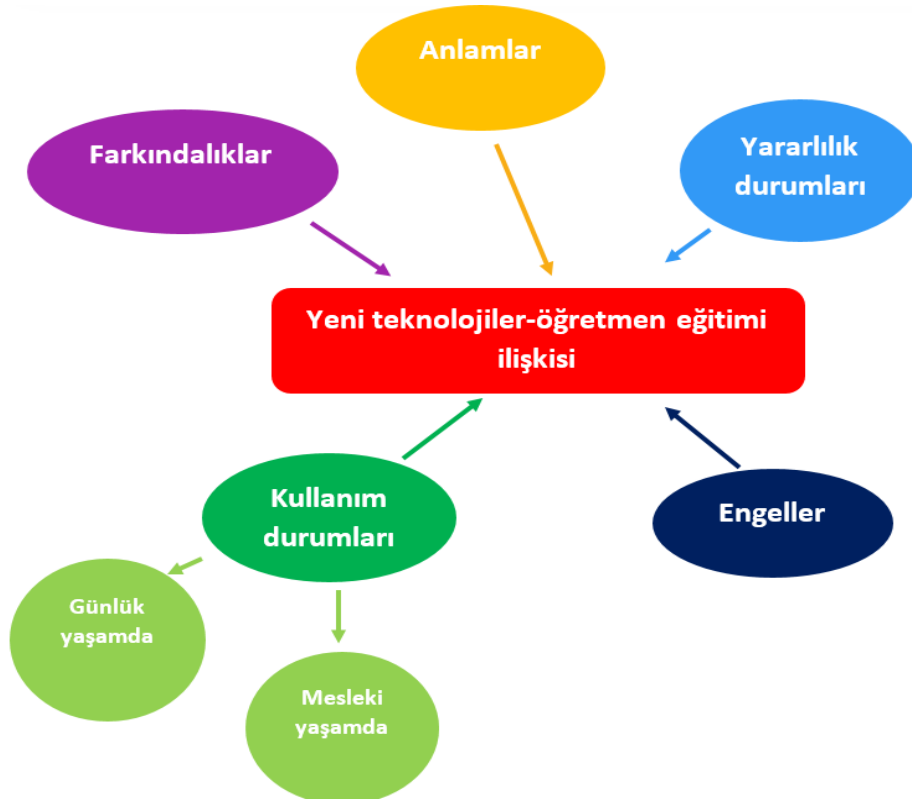 Anlamlar
Farkındalıklar
Yararlılık
durumları
Yeni teknolojiler-öğretmen eğitimi
ilişkisi
Kullanım
durumları
Engeller
Günlük
yaşamda
Mesleki
yaşamda